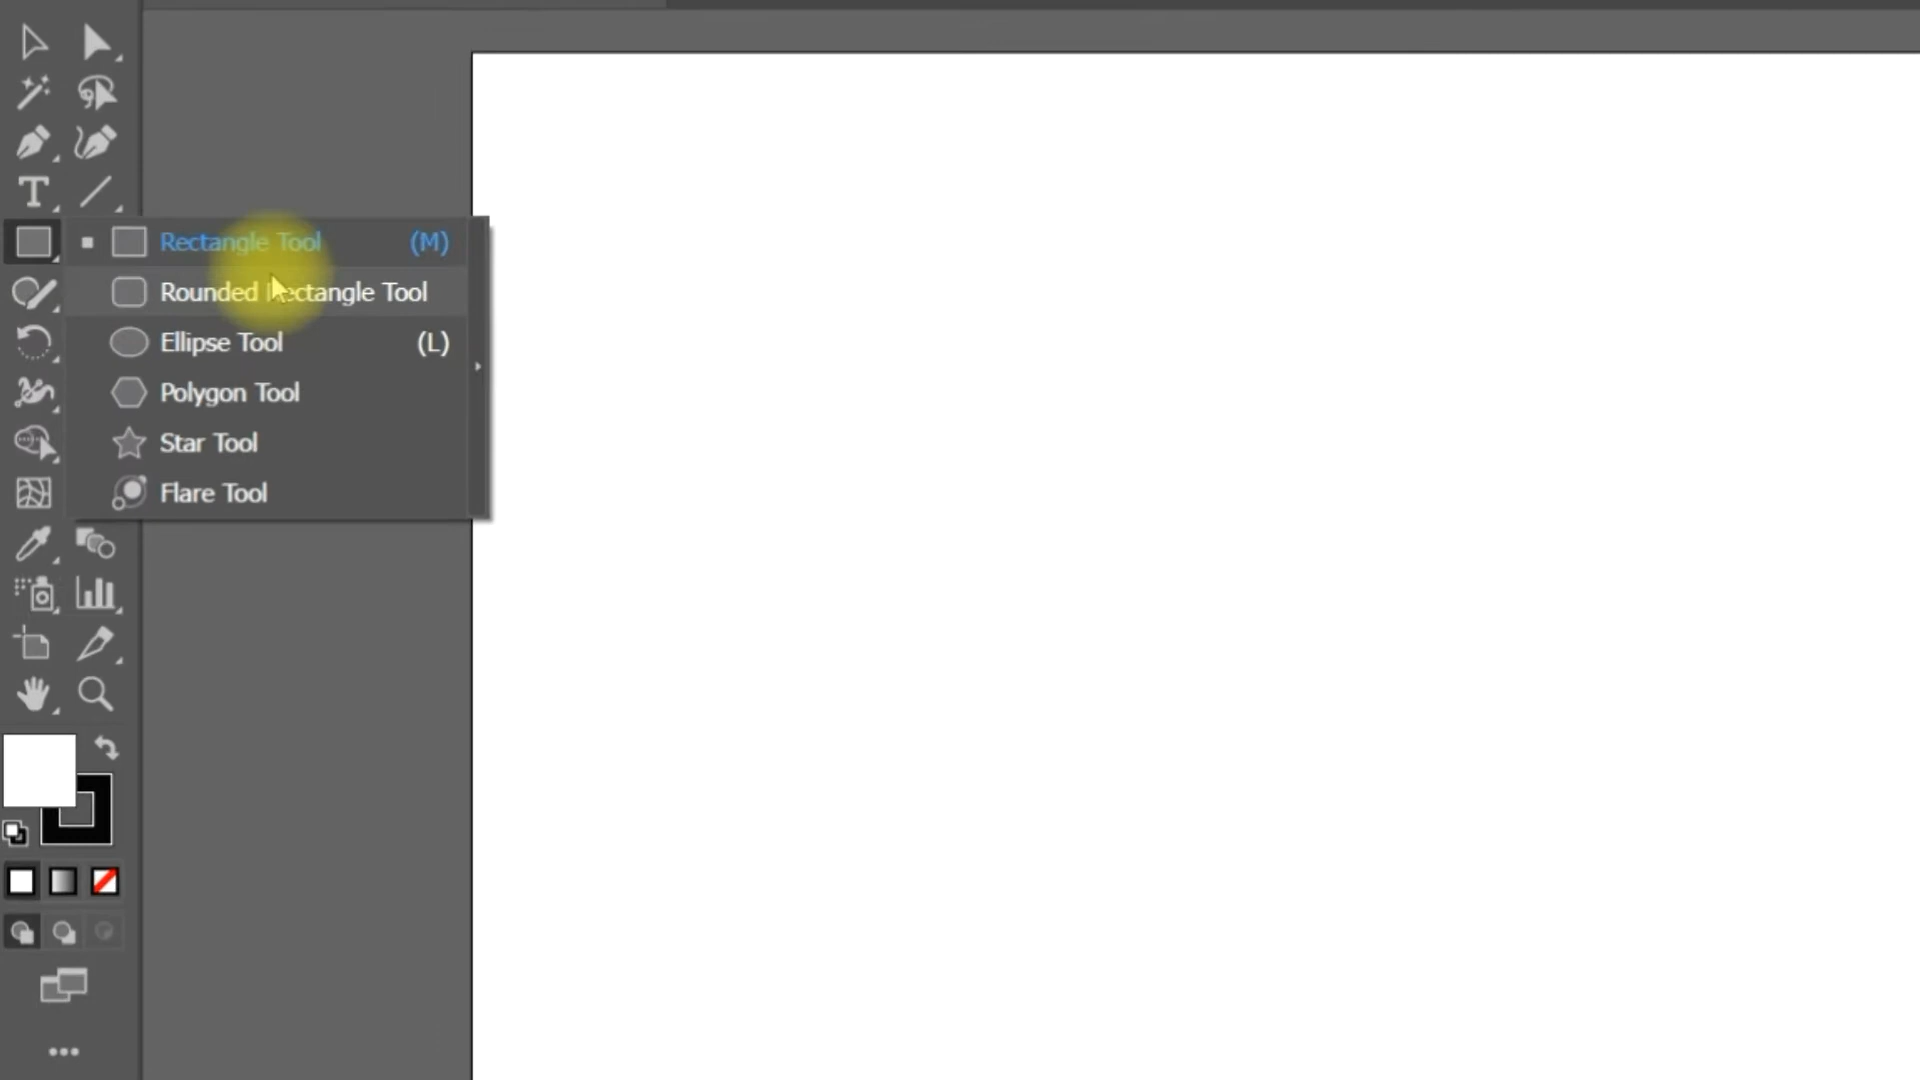 Rectangle Tool (M)
Rounded Rectangle Tool
Ellipse Tool (L)
Polygon Tool
Star Tool
Flare Tool